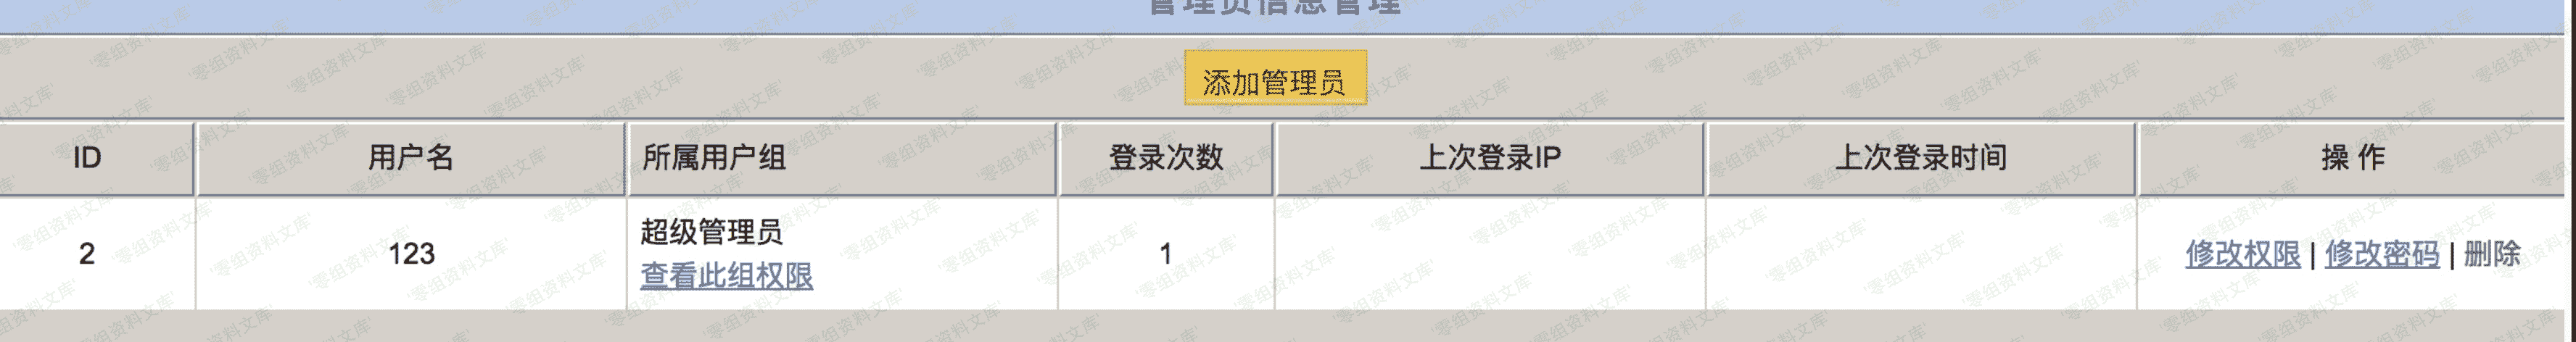 管理员信息管理
添加管理员
ID 用户名 所属用户组 登录次数 上次登录IP 上次登录时间 操 作
2 123 超级管理员 1 修改权限 | 修改密码 | 删除
查看此组权限
零组资料文库